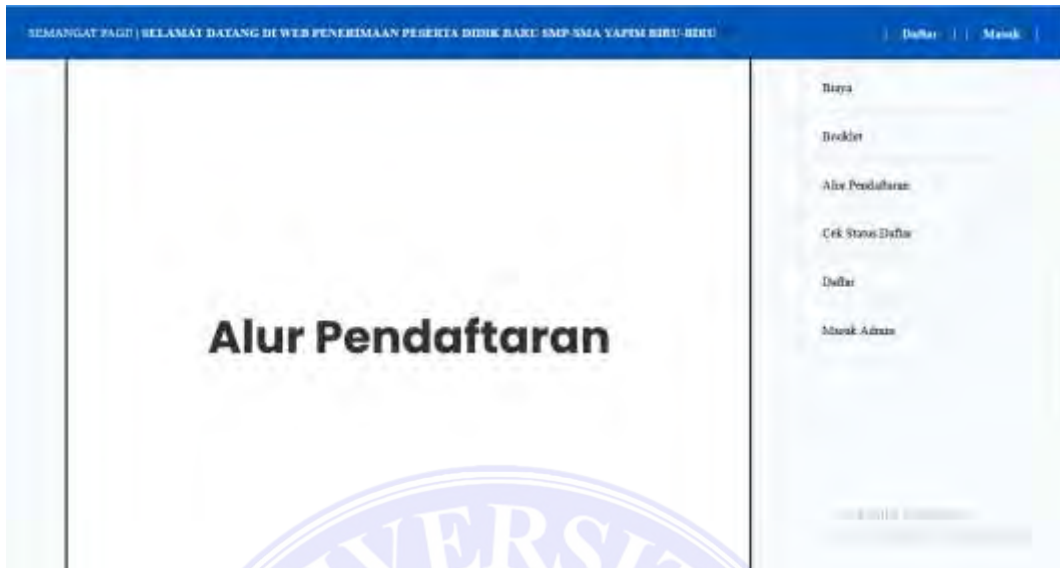 SEMANGAT PAGI! | SELAMAT DATANG DI WEB PENERIMAAN PESERTA DIDIK BARU SMP-SMA YAPIM BIRU-BIRU
| Daftar | | Masuk |
Biaya
Booklet
Alur Pendaftaran
Cek Status Daftar
Daftar
Masuk Admin
Alur Pendaftaran
VERSIT